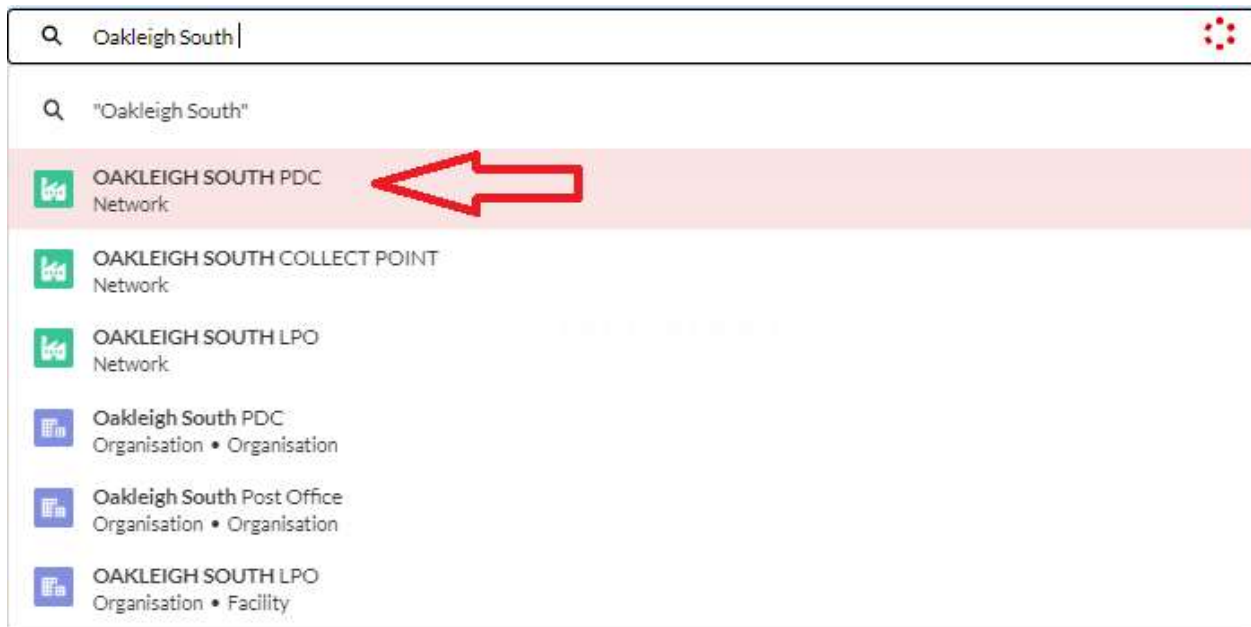 Oakleigh South
"Oakleigh South"
OAKLEIGH SOUTH PDC
Network
OAKLEIGH SOUTH COLLECT POINT
Network
OAKLEIGH SOUTH LPO
Network
Oakleigh South PDC
Organisation • Organisation
Oakleigh South Post Office
Organisation • Organisation
OAKLEIGH SOUTH LPO
Organisation • Facility